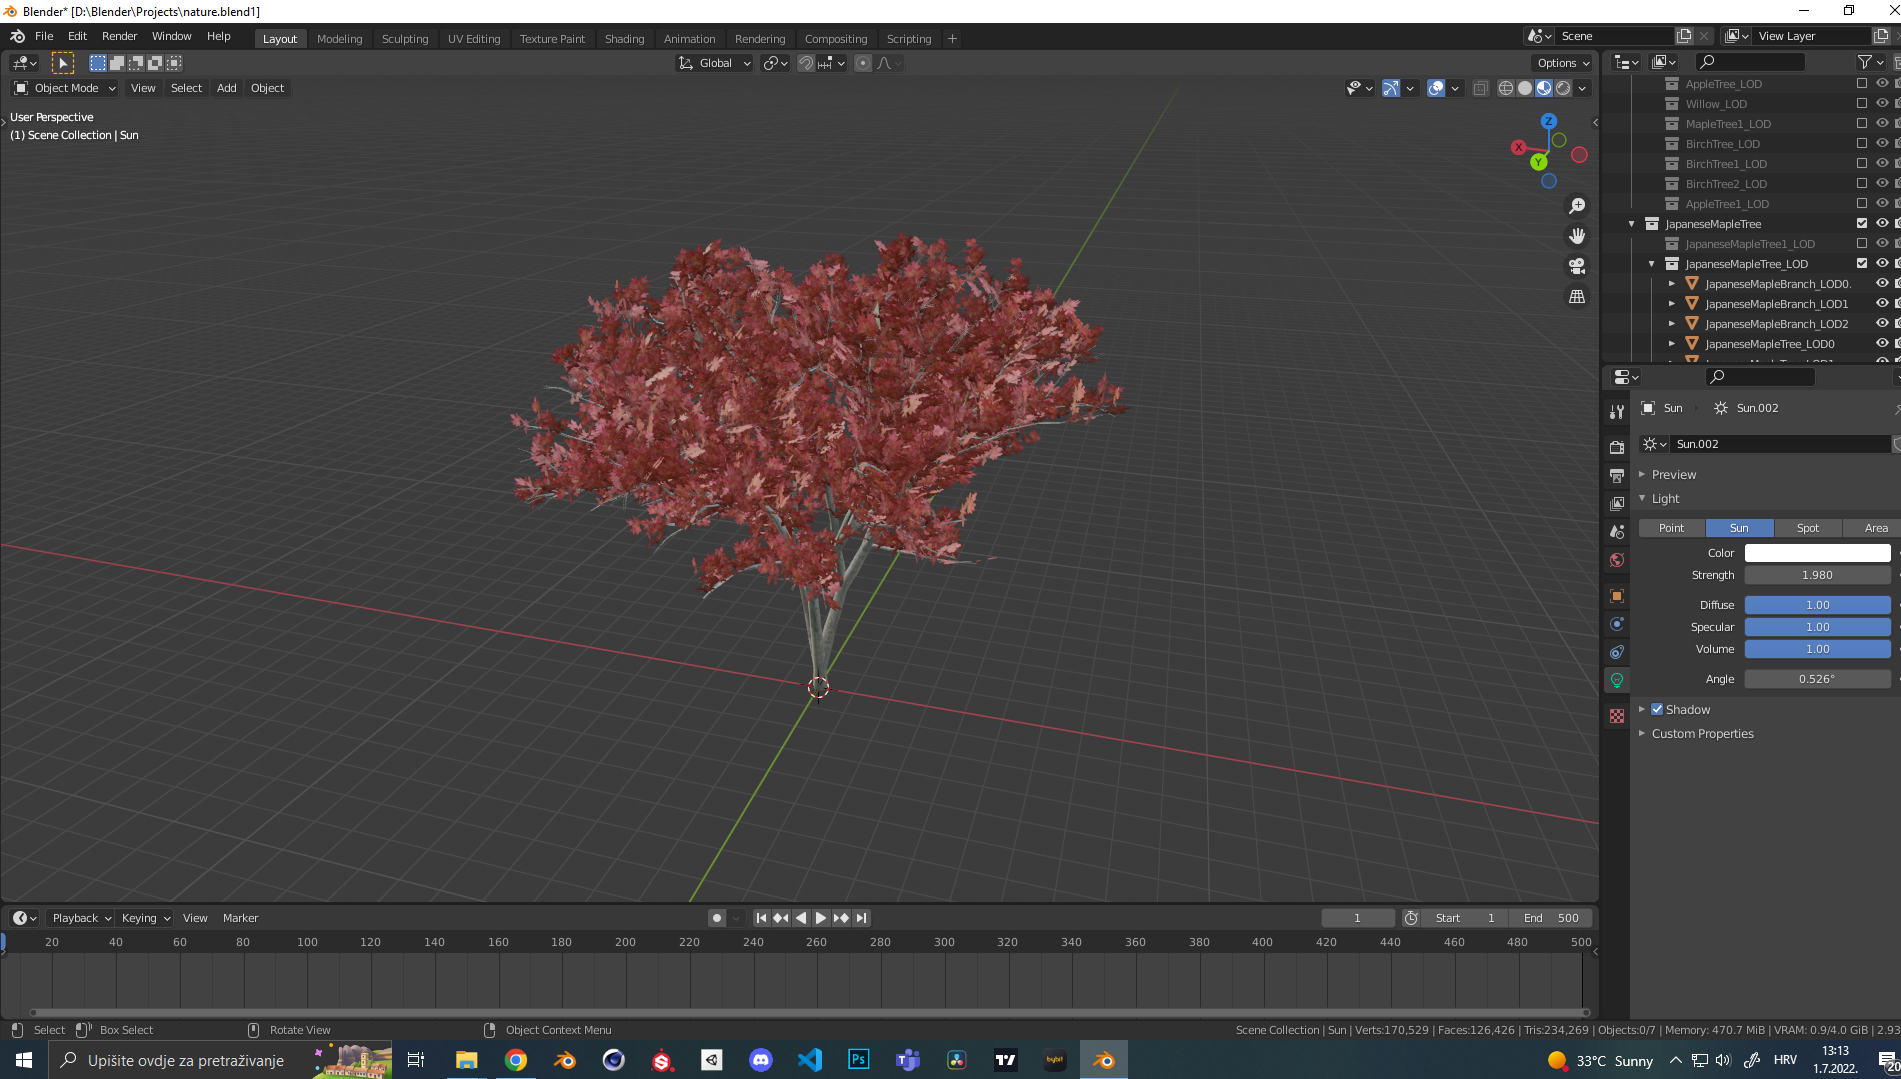 Blender* [D:\Blender\Projects\nature.blend1]
File Edit Render Window Help Layout Modeling Sculpting UV Editing Texture Paint Shading Animation Rendering Compositing Scripting + Scene View Layer
Global Options
Object Mode View Select Add Object
User Perspective
(1) Scene Collection | Sun
Z
X
Y
AppleTree_LOD
Willow_LOD
MapleTree1_LOD
BirchTree_LOD
BirchTree1_LOD
BirchTree2_LOD
AppleTree1_LOD
JapaneseMapleTree
JapaneseMapleTree1_LOD
JapaneseMapleTree_LOD
JapaneseMapleBranch_LOD0.
JapaneseMapleBranch_LOD1
JapaneseMapleBranch_LOD2
JapaneseMapleTree_LOD0
Sun Sun.002
Sun.002
Preview
Light
Point Sun Spot Area
Color
Strength 1.980
Diffuse 1.00
Specular 1.00
Volume 1.00
Angle 0.526°
Shadow
Custom Properties
Playback Keying View Marker 1 Start 1 End 500
20 40 60 80 100 120 140 160 180 200 220 240 260 280 300 320 340 360 380 400 420 440 460 480 500
Select Box Select Rotate View Object Context Menu Scene Collection | Sun | Verts:170,529 | Faces:126,426 | Tris:234,269 | Objects:0/7 | Memory: 470.7 MiB | VRAM: 0.9/4.0 GiB | 2.93
Upišite ovdje za pretraživanje Ps bybit 33°C Sunny HRV 13:13
1.7.2022. 20